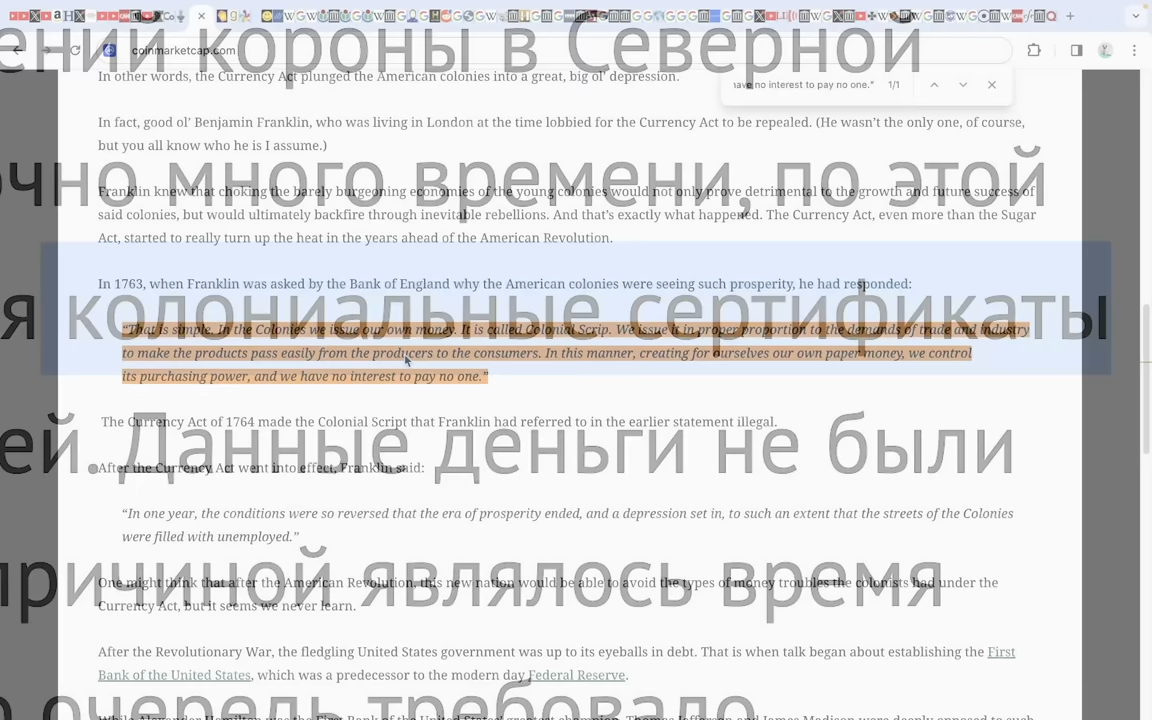 ении короны в Северной
coinmarketcap.com
In other words, the Currency Act plunged the American colonies into a great, big ol’ depression.
have no interest to pay no one." 1/1
In fact, good ol’ Benjamin Franklin, who was living in London at the time lobbied for the Currency Act to be repealed. (He wasn’t the only one, of course,
but you all know who he is I assume.)
очно много времени, по этой
Franklin knew that choking the barely burgeoning economies of the young colonies would not only prove detrimental to the growth and future success of
said colonies, but would ultimately backfire through inevitable rebellions. And that’s exactly what happened. The Currency Act, even more than the Sugar
Act, started to really turn up the heat in the years ahead of the American Revolution.
In 1763, when Franklin was asked by the Bank of England why the American colonies were seeing such prosperity, he had responded:
я колониальные сертификаты
“That is simple. In the Colonies we issue our own money. It is called Colonial Scrip. We issue it in proper proportion to the demands of trade and industry
to make the products pass easily from the producers to the consumers. In this manner, creating for ourselves our own paper money, we control
its purchasing power, and we have no interest to pay no one.”
The Currency Act of 1764 made the Colonial Script that Franklin had referred to in the earlier statement illegal.
ей. Данные деньги не были
After the Currency Act went into effect, Franklin said:
“In one year, the conditions were so reversed that the era of prosperity ended, and a depression set in, to such an extent that the streets of the Colonies
were filled with unemployed.”
причиной являлось время
One might think that after the American Revolution, this new nation would be able to avoid the types of money troubles the colonists had under the
Currency Act, but it seems we never learn.
After the Revolutionary War, the fledgling United States government was up to its eyeballs in debt. That is when talk began about establishing the First
Bank of the United States, which was a predecessor to the modern day Federal Reserve.
очередь требовало